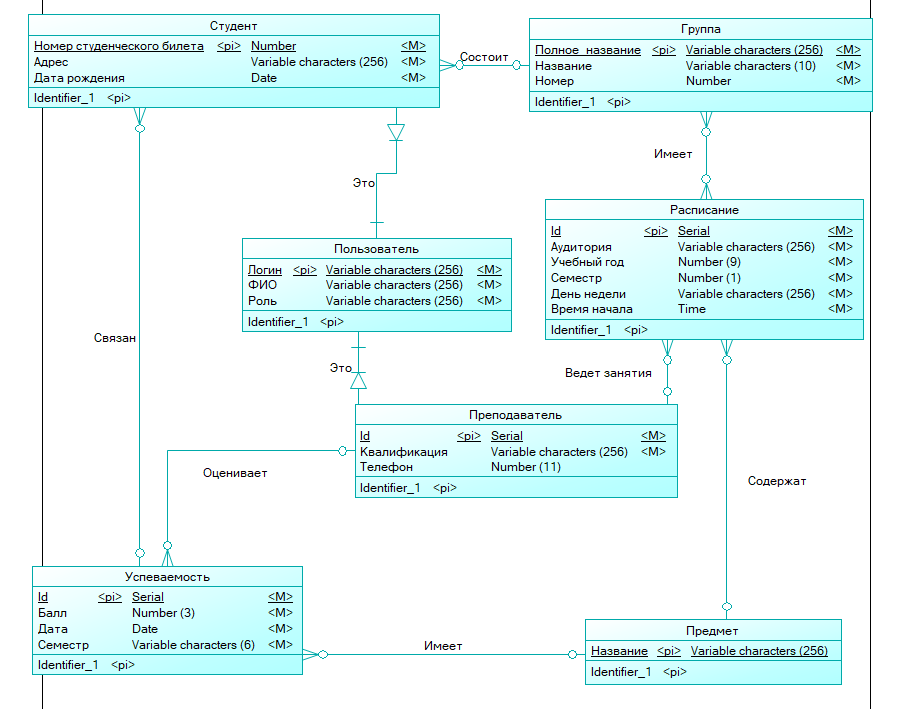 Студент
Номер студенческого билета <pi> Number <M>
Адрес Variable characters (256) <M>
Дата рождения Date <M>
Identifier_1 <pi>
Состоит
Группа
Полное_название <pi> Variable characters (256) <M>
Название Variable characters (10) <M>
Номер Number <M>
Identifier_1 <pi>
Имеет
Это
Расписание
Id <pi> Serial <M>
Аудитория Variable characters (256) <M>
Учебный год Number (9) <M>
Семестр Number (1) <M>
День недели Variable characters (256) <M>
Время начала Time <M>
Identifier_1 <pi>
Пользователь
Логин <pi> Variable characters (256) <M>
ФИО Variable characters (256) <M>
Роль Variable characters (256) <M>
Identifier_1 <pi>
Связан
Это
Ведет занятия
Преподаватель
Id <pi> Serial <M>
Квалификация Variable characters (256) <M>
Телефон Number (11)
Identifier_1 <pi>
Оценивает
Содержат
Успеваемость
Id <pi> Serial <M>
Балл Number (3) <M>
Дата Date <M>
Семестр Variable characters (6) <M>
Identifier_1 <pi>
Имеет
Предмет
Название <pi> Variable characters (256)
Identifier_1 <pi>